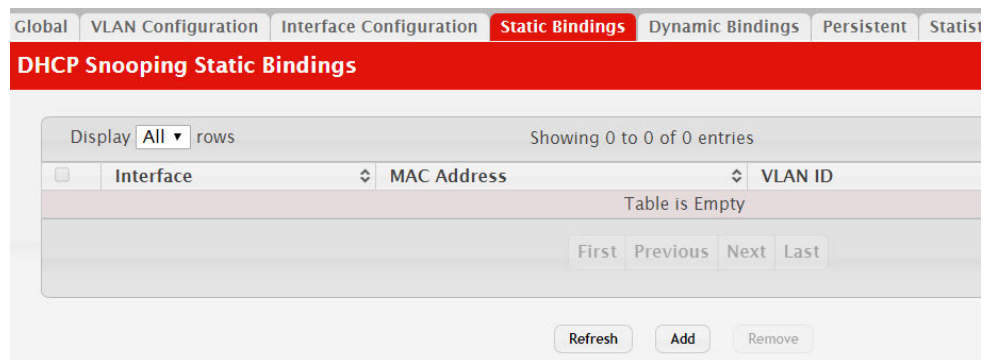 Global VLAN Configuration Interface Configuration Static Bindings Dynamic Bindings Persistent
DHCP Snooping Static Bindings
Display All rows Showing 0 to 0 of 0 entries
Interface MAC Address VLAN ID
Table is Empty
First Previous Next Last
Refresh Add Remove